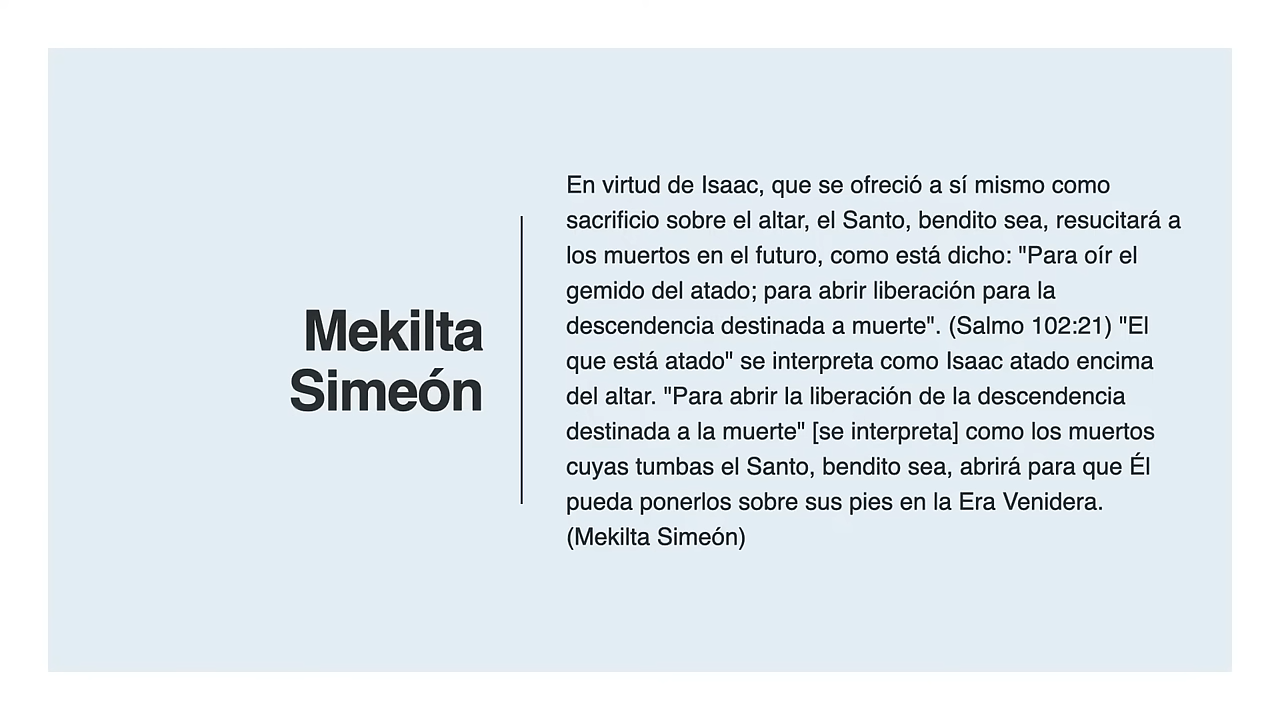 Mekilta
Simeón
En virtud de Isaac, que se ofreció a sí mismo como
sacrificio sobre el altar, el Santo, bendito sea, resucitará a
los muertos en el futuro, como está dicho: "Para oír el
gemido del atado; para abrir liberación para la
descendencia destinada a muerte". (Salmo 102:21) "El
que está atado" se interpreta como Isaac atado encima
del altar. "Para abrir la liberación de la descendencia
destinada a la muerte" [se interpreta] como los muertos
cuyas tumbas el Santo, bendito sea, abrirá para que Él
pueda ponerlos sobre sus pies en la Era Venidera.
(Mekilta Simeón)